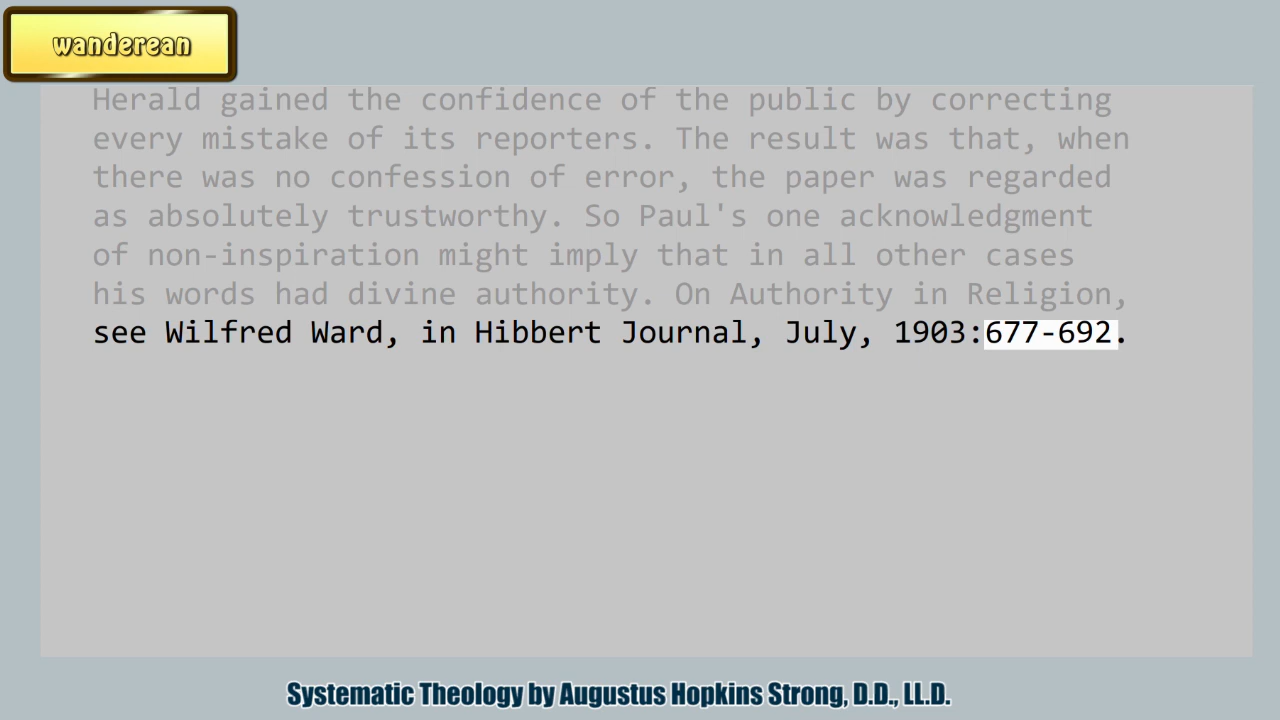 wanderean
Herald gained the confidence of the public by correcting
every mistake of its reporters. The result was that, when
there was no confession of error, the paper was regarded
as absolutely trustworthy. So Paul's one acknowledgment
of non-inspiration might imply that in all other cases
his words had divine authority. On Authority in Religion,
see Wilfred Ward, in Hibbert Journal, July, 1903:677-692.
Systematic Theology by Augustus Hopkins Strong, D.D., LL.D.